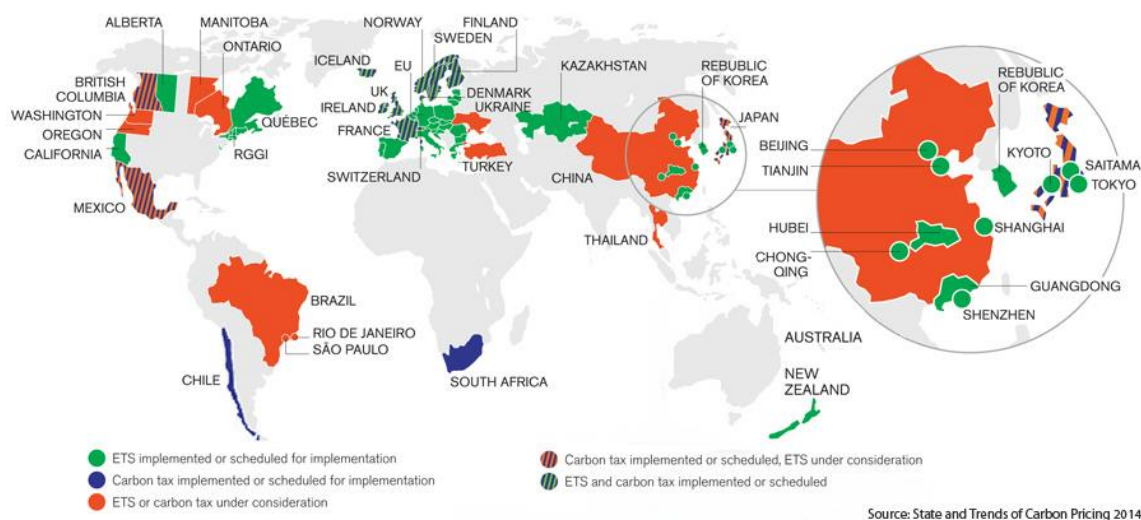 ALBERTA
MANITOBA
ONTARIO
BRITISH
COLUMBIA
WASHINGTON
OREGON
CALIFORNIA
QUÉBEC
RGGI
MEXICO
BRAZIL
RIO DE JANEIRO
SÃO PAULO
CHILE
NORWAY
FINLAND
SWEDEN
ICELAND
EU
UK
IRELAND
FRANCE
DENMARK
UKRAINE
SWITZERLAND
TURKEY
KAZAKHSTAN
REPUBLIC
OF KOREA
JAPAN
CHINA
THAILAND
SOUTH AFRICA
AUSTRALIA
NEW
ZEALAND
REPUBLIC
OF KOREA
BEIJING
TIANJIN
KYOTO
SAITAMA
TOKYO
HUBEI
SHANGHAI
CHONG-
QING
GUANGDONG
SHENZHEN
ETS implemented or scheduled for implementation
Carbon tax implemented or scheduled for implementation
ETS or carbon tax under consideration
Carbon tax implemented or scheduled, ETS under consideration
ETS and carbon tax implemented or scheduled
Source: State and Trends of Carbon Pricing 2014